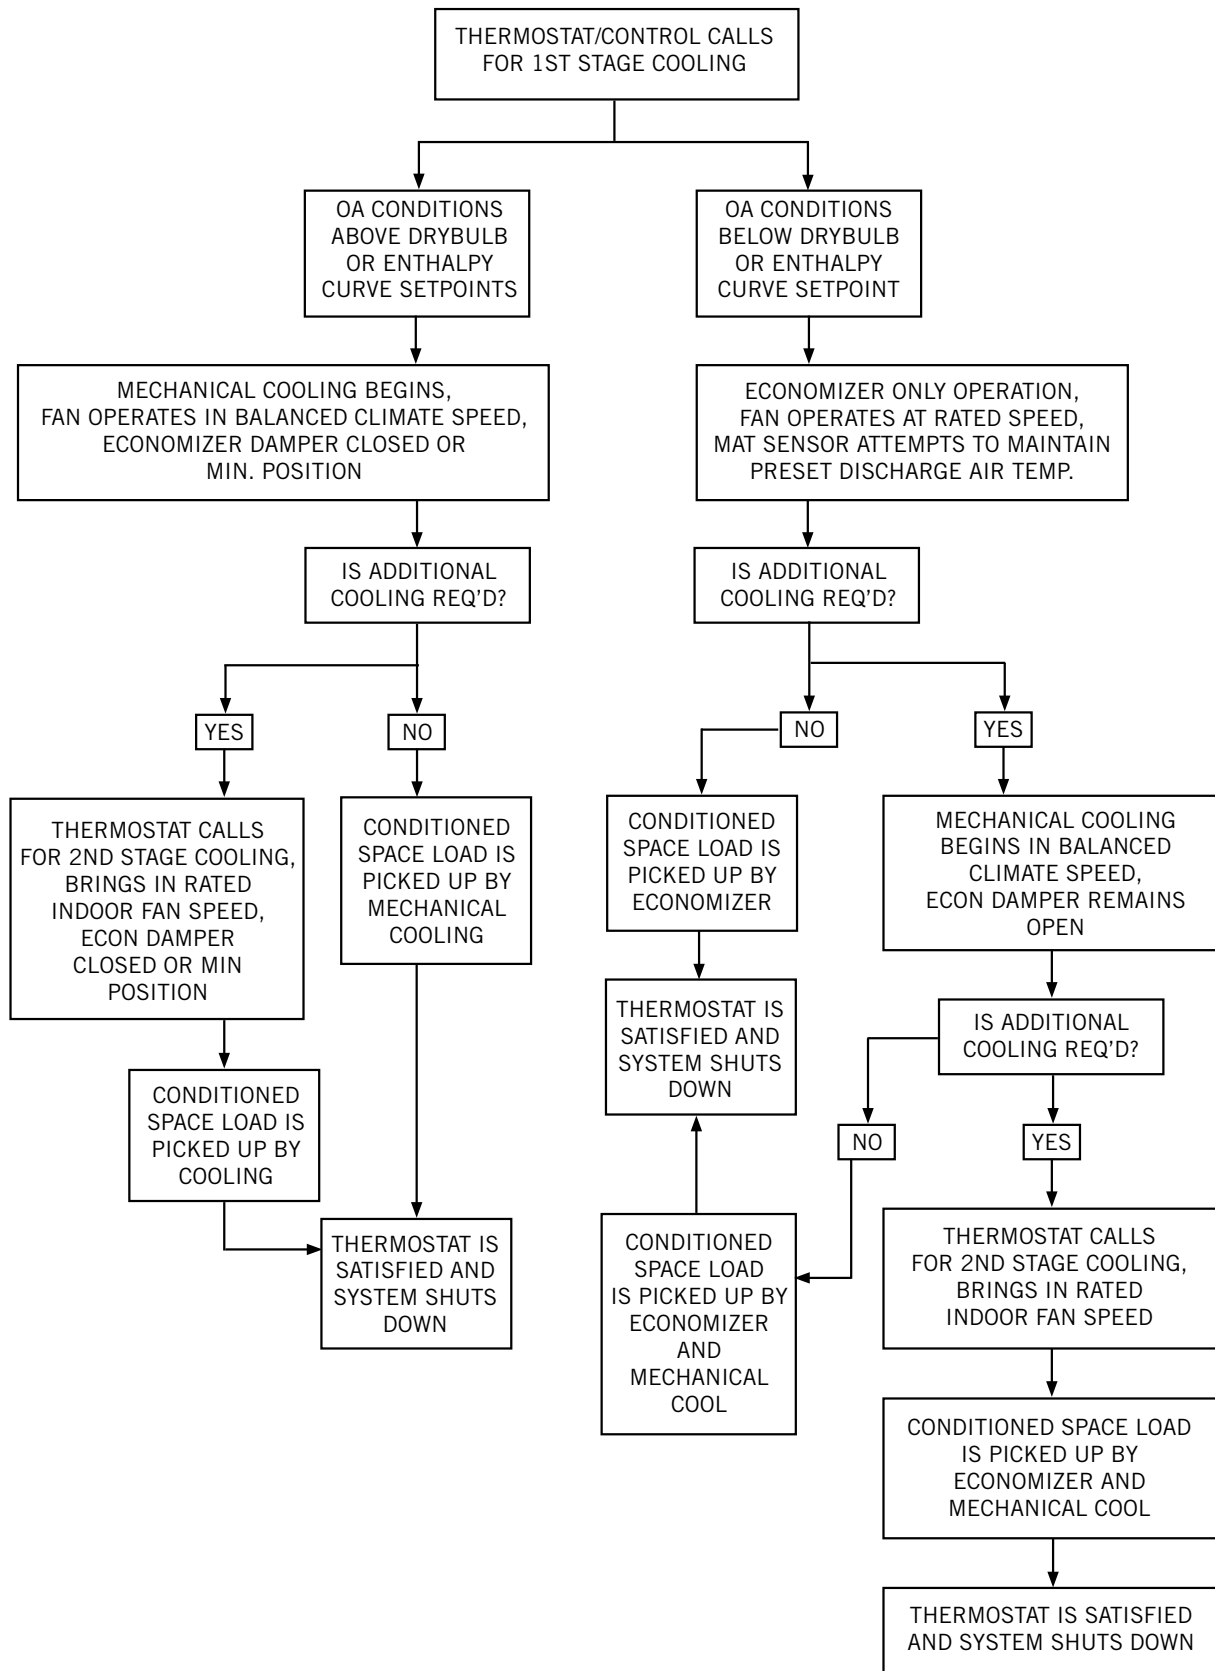 THERMOSTAT/CONTROL CALLS
FOR 1ST STAGE COOLING
OA CONDITIONS
ABOVE DRYBULB
OR ENTHALPY
CURVE SETPOINTS
OA CONDITIONS
BELOW DRYBULB
OR ENTHALPY
CURVE SETPOINT
MECHANICAL COOLING BEGINS,
FAN OPERATES IN BALANCED CLIMATE SPEED,
ECONOMIZER DAMPER CLOSED OR
MIN. POSITION
ECONOMIZER ONLY OPERATION,
FAN OPERATES AT RATED SPEED,
MAT SENSOR ATTEMPTS TO MAINTAIN
PRESET DISCHARGE AIR TEMP.
IS ADDITIONAL
COOLING REQ'D?
IS ADDITIONAL
COOLING REQ'D?
YES
NO
NO
YES
THERMOSTAT CALLS
FOR 2ND STAGE COOLING,
BRINGS IN RATED
INDOOR FAN SPEED,
ECON DAMPER
CLOSED OR MIN
POSITION
CONDITIONED
SPACE LOAD IS
PICKED UP BY
MECHANICAL
COOLING
CONDITIONED
SPACE LOAD IS
PICKED UP BY
ECONOMIZER
MECHANICAL COOLING
BEGINS IN BALANCED
CLIMATE SPEED,
ECON DAMPER REMAINS
OPEN
THERMOSTAT IS
SATISFIED AND
SYSTEM SHUTS
DOWN
IS ADDITIONAL
COOLING REQ'D?
CONDITIONED
SPACE LOAD IS
PICKED UP BY
COOLING
NO
YES
THERMOSTAT IS
SATISFIED AND
SYSTEM SHUTS
DOWN
CONDITIONED
SPACE LOAD
IS PICKED UP BY
ECONOMIZER
AND
MECHANICAL
COOL
THERMOSTAT CALLS
FOR 2ND STAGE COOLING,
BRINGS IN RATED
INDOOR FAN SPEED
CONDITIONED SPACE LOAD
IS PICKED UP BY
ECONOMIZER AND
MECHANICAL COOL
THERMOSTAT IS SATISFIED
AND SYSTEM SHUTS DOWN